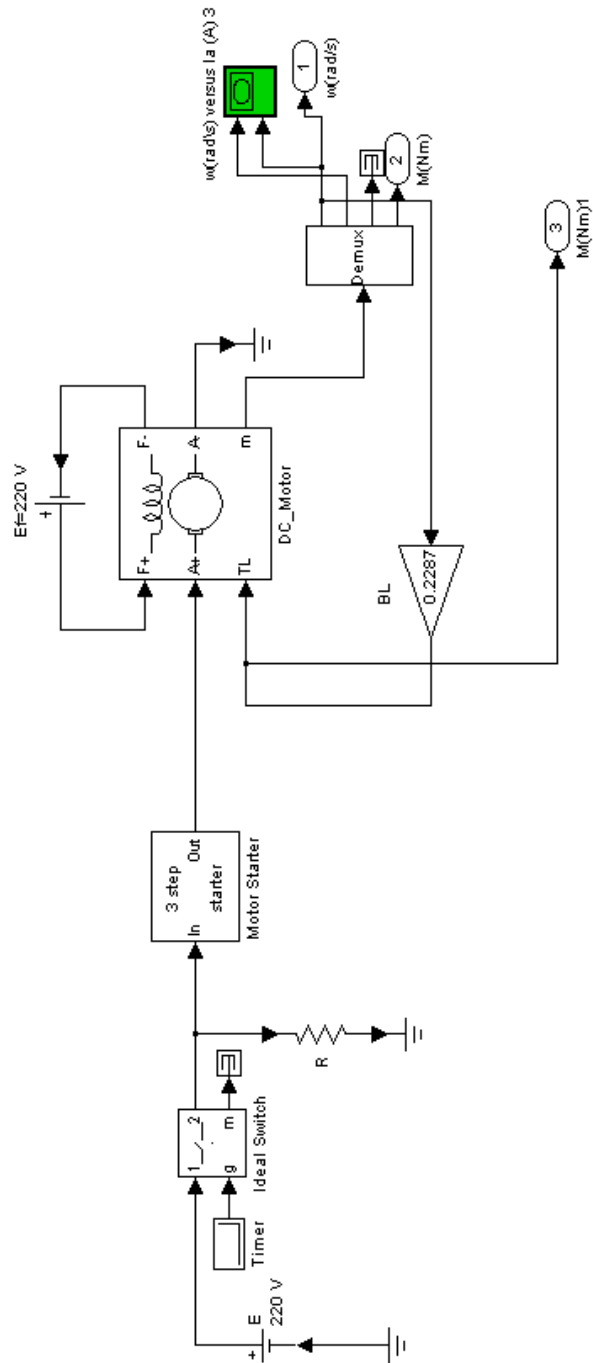 E
220 V
+
Timer
1
2
g
m
Ideal Switch
R
In
Out
3 step
starter
Motor Starter
Ef=220 V
+
F+
F-
A+
A-
TL
m
DC_Motor
BL
0.2287
Demux
w(rad\s) versus Ia (A) 3
1
w(rad/s)
2
M(Nm)
3
M(Nm)1